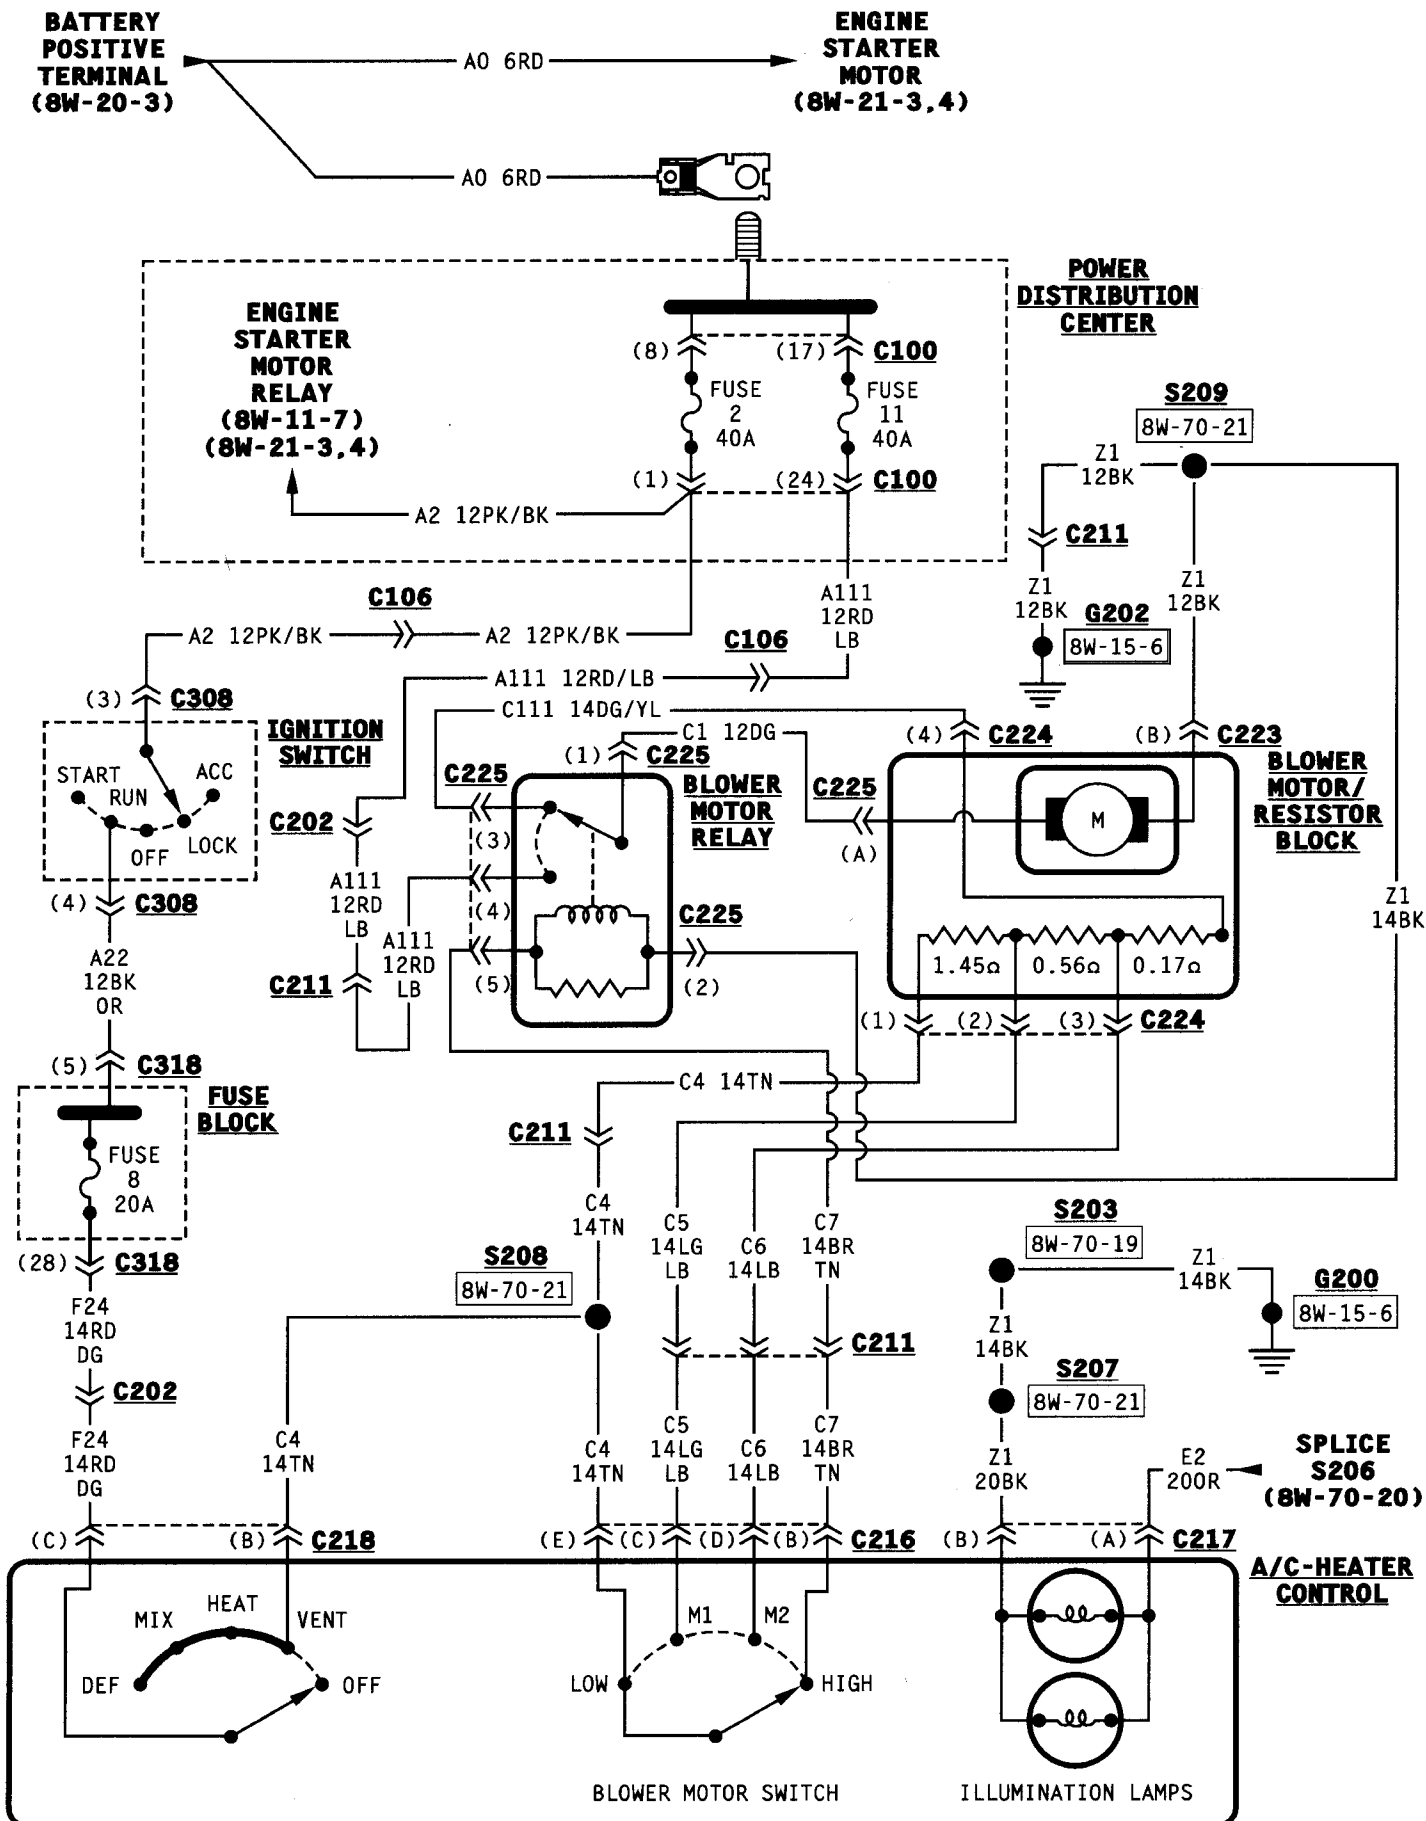 BATTERY
POSITIVE
TERMINAL
(8W-20-3)
A0 6RD
ENGINE
STARTER
MOTOR
(8W-21-3,4)
A0 6RD
POWER
DISTRIBUTION
CENTER
ENGINE
STARTER
MOTOR
RELAY
(8W-11-7)
(8W-21-3,4)
(8)
(17)
C100
FUSE
2
40A
FUSE
11
40A
(1)
(24)
C100
A2 12PK/BK
S209
8W-70-21
Z1
12BK
C211
Z1
12BK
G202
8W-15-6
Z1
12BK
A111
12RD
LB
C106
A2 12PK/BK
A2 12PK/BK
C106
A111 12RD/LB
C111 14DG/YL
C1 12DG
(3)
C308
IGNITION
SWITCH
START
RUN
ACC
OFF
LOCK
(4)
C308
A22
12BK
OR
(5)
C318
FUSE
BLOCK
FUSE
8
20A
(28)
C318
F24
14RD
DG
C202
F24
14RD
DG
C202
A111
12RD
LB
C211
A111
12RD
LB
(1)
C225
C225
BLOWER
MOTOR
RELAY
(3)
(4)
(5)
C225
(2)
(4)
C224
(B)
C223
BLOWER
MOTOR/
RESISTOR
BLOCK
C225
(A)
M
1.45Ω
0.56Ω
0.17Ω
(1)
(2)
(3)
C224
Z1
14BK
C4 14TN
C211
C4
14TN
S208
8W-70-21
C5
14LG
LB
C6
14LB
C7
14BR
TN
C211
C4
14TN
C4
14TN
C5
14LG
LB
C6
14LB
C7
14BR
TN
S203
8W-70-19
Z1
14BK
G200
8W-15-6
Z1
14BK
S207
8W-70-21
Z1
20BK
E2
20OR
SPLICE
S206
(8W-70-20)
(C)
(B)
C218
(E)
(C)
(D)
(B)
C216
(B)
(A)
C217
A/C-HEATER
CONTROL
DEF
MIX
HEAT
VENT
OFF
LOW
M1
M2
HIGH
BLOWER MOTOR SWITCH
ILLUMINATION LAMPS